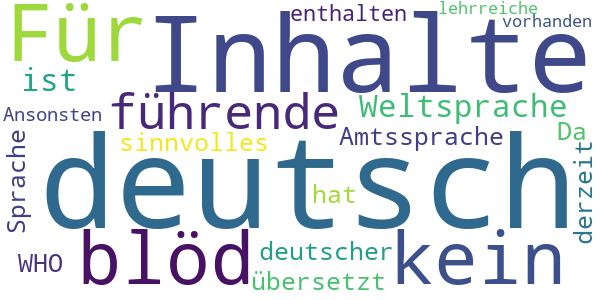 Für
Inhalte
enthalten
lehrreiche
vorhanden
ist
führende
Weltsprache
Ansonsten
sinnvolles
Amtssprache
Da
Sprache
deutsch
derzeit
hat
blöd
kein
WHO
deutscher
übersetzt